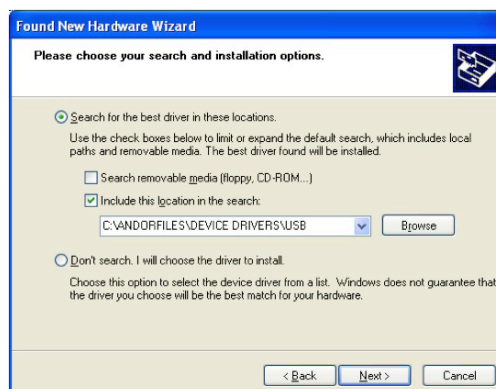 Found New Hardware Wizard
Please choose your search and installation options.
Search for the best driver in these locations.
Use the check boxes below to limit or expand the default search, which includes local
paths and removable media. The best driver found will be installed.
Search removable media (floppy, CD-ROM...)
Include this location in the search:
C:\ANDORFILES\DEVICE DRIVERS\USB
Browse
Don't search. I will choose the driver to install.
Choose this option to select the device driver from a list. Windows does not guarantee that
the driver you choose will be the best match for your hardware.
< Back Next > Cancel